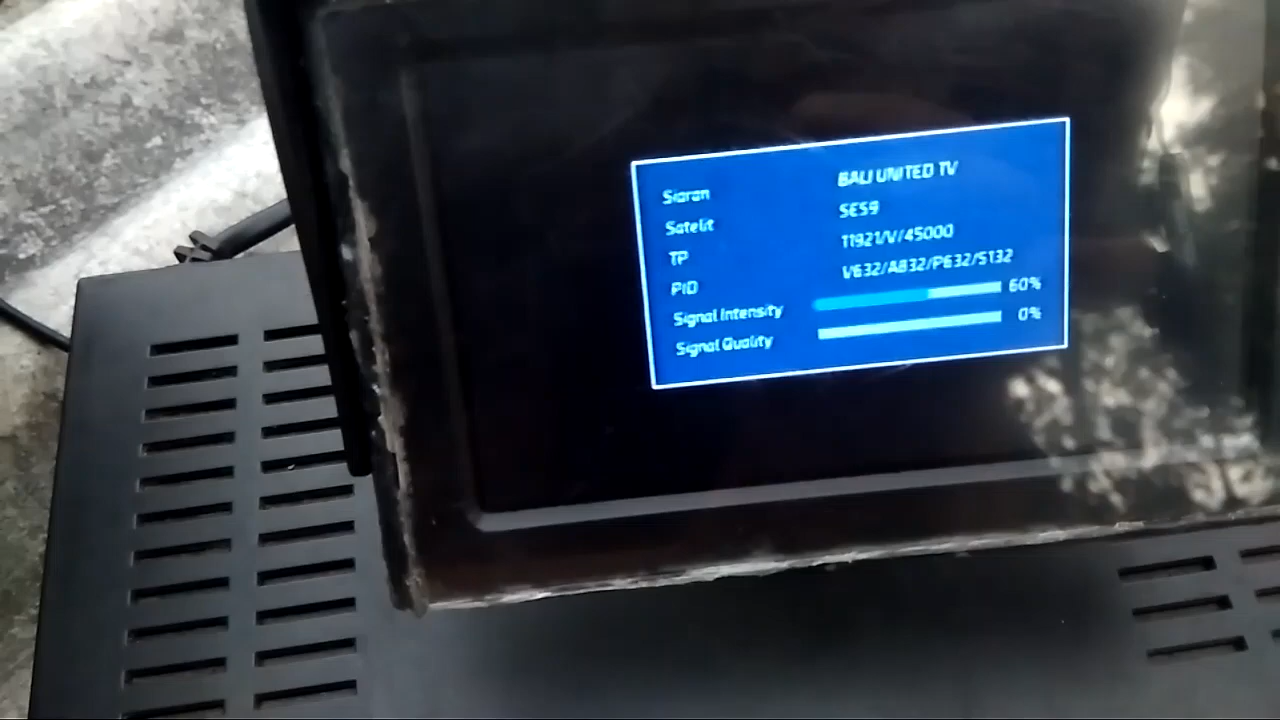 Siaran BALI UNITED TV
Satelit SES9
TP 11921/V/45000
PID V632/A832/P632/S132
Signal Intensity 60%
Signal Quality 0%